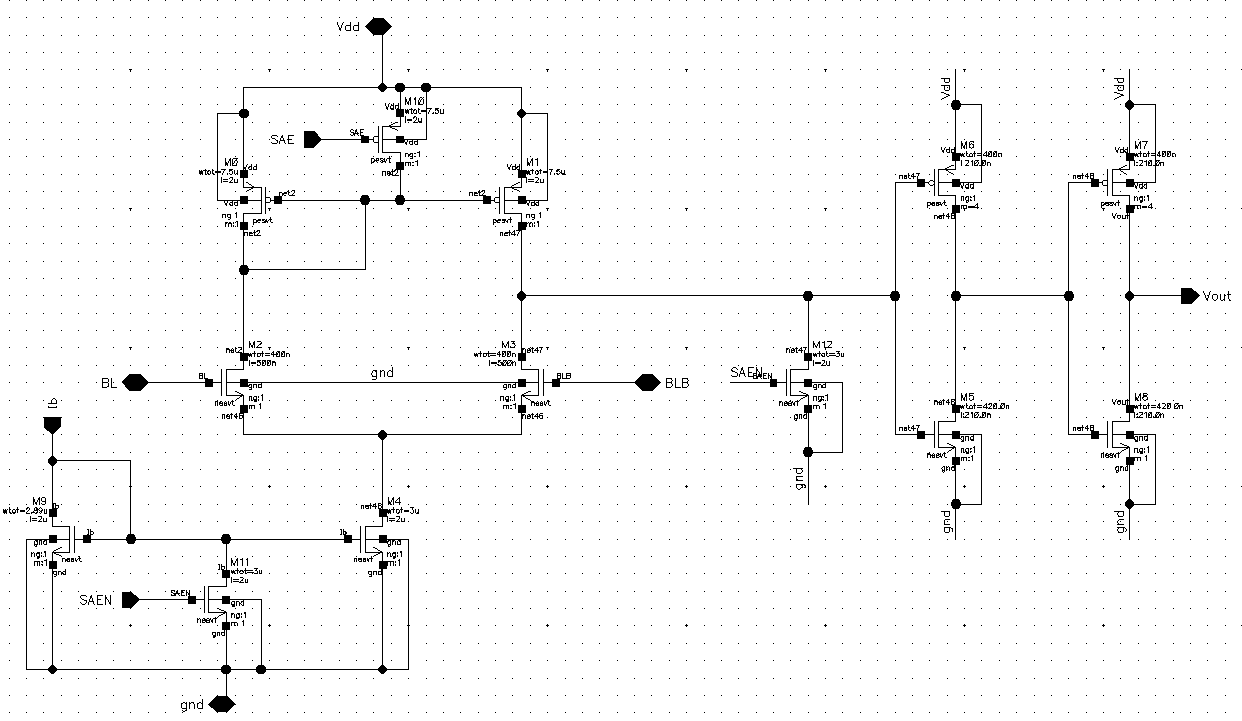 Vdd
M10
wtot=7.5u
l=2u
Vdd
SAE
SAE
Vdd
pesvt
ng:1
m:1
net2
M0
wtot=7.5u
l=2u
Vdd
Vdd
net2
ng:1
m:1
pesvt
net2
M1
Vdd
wtot=7.5u
l=2u
net2
Vdd
pesvt
ng:1
m:1
net47
Vdd
M6
Vdd
wtot=400n
l:210.0n
net47
Vdd
pesvt
ng:1
m=4
net48
Vdd
M7
Vdd
wtot=400n
l:210.0n
net48
Vdd
pesvt
ng:1
m=4
Vout
Vout
M2
net2
wtot=400n
l=500n
BL
BL
gnd
nesvt
m:1
net46
gnd
M3
net47
wtot=400n
l=500n
gnd
BLB
BLB
nesvt
m:1
net46
M12
net47
wtot=3u
l=2u
SAEN
SAEN
gnd
nesvt
m:1
gnd
gnd
M5
net48
wtot=420.0n
l:210.0n
net47
gnd
nesvt
ng:1
m:1
gnd
gnd
M8
Vout
wtot=420.0n
l:210.0n
net48
gnd
nesvt
ng:1
m:1
gnd
gnd
Ib
M9
Ib
wtot=2.99u
l=2u
gnd
Ib
ng:1
m:1
nesvt
gnd
M4
net46
wtot=3u
l=2u
Ib
gnd
nesvt
ng:1
m:1
gnd
M11
Ib
wtot=3u
l=2u
SAEN
SAEN
gnd
nesvt
ng:1
m:1
gnd
gnd